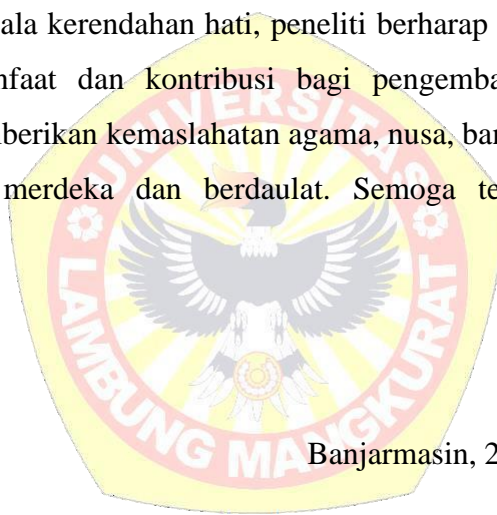 ala kerendahan hati, peneliti berharap
nfaat dan kontribusi bagi pengemba
berikan kemaslahatan agama, nusa, ban
merdeka dan berdaulat. Semoga te
UNIVERSITAS
LAMBUNG MANGKURAT
Banjarmasin, 2